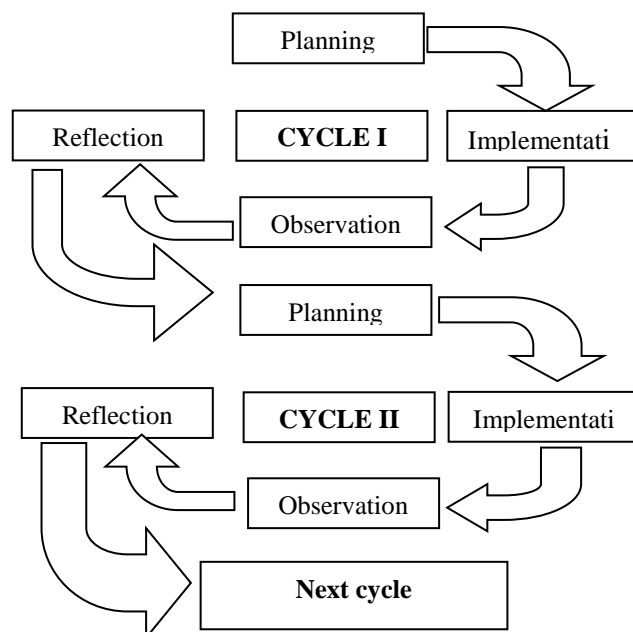 Planning
Reflection
CYCLE I
Implementati
Observation
Planning
Reflection
CYCLE II
Implementati
Observation
Next cycle